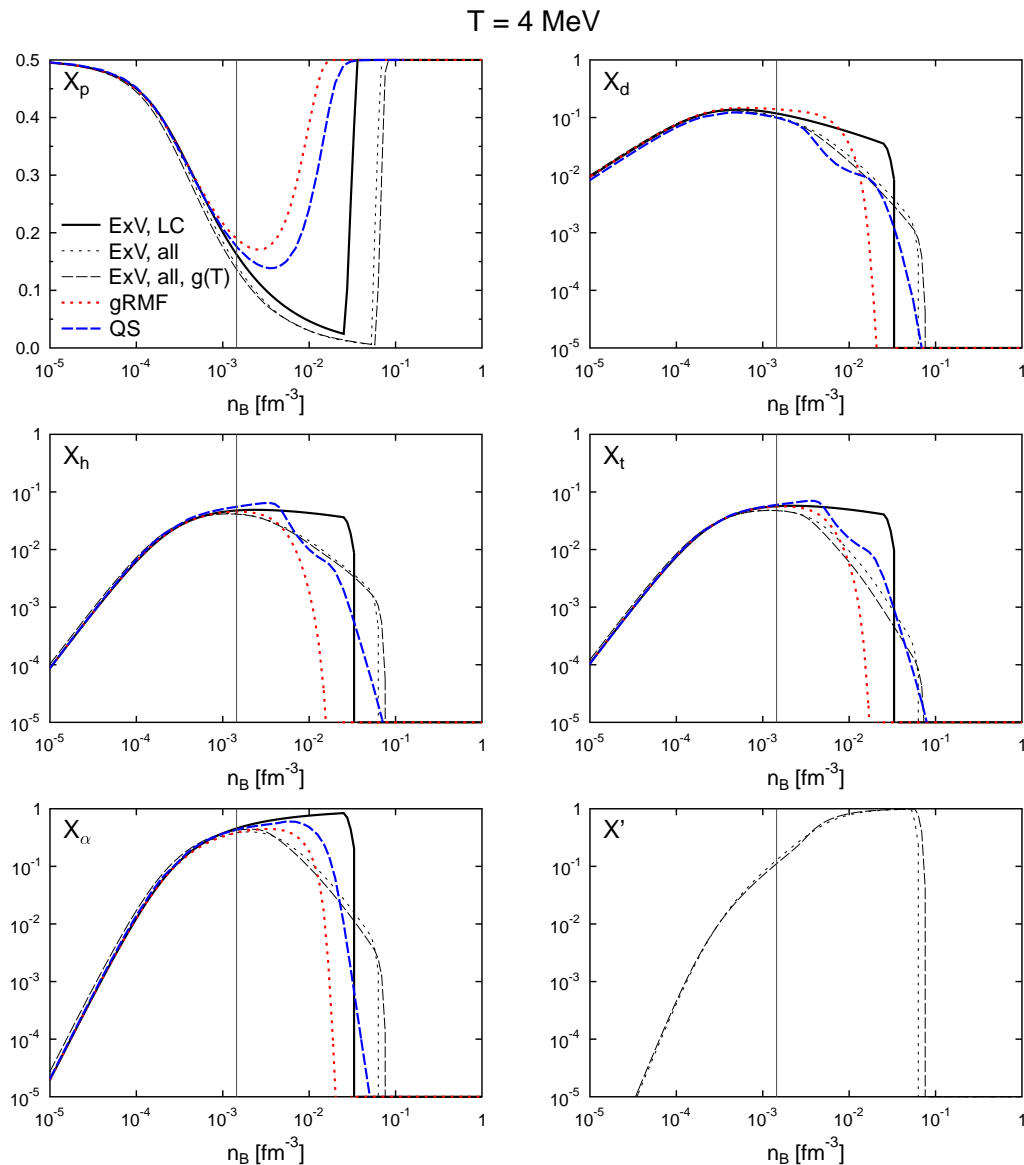 T = 4 MeV
X_p
0.5
0.4
0.3
0.2
0.1
0.0
ExV, LC
ExV, all
ExV, all, g(T)
gRMF
QS
10^-5 10^-4 10^-3 10^-2 10^-1 1
n_B [fm^-3]
X_d
1
10^-1
10^-2
10^-3
10^-4
10^-5
10^-5 10^-4 10^-3 10^-2 10^-1 1
n_B [fm^-3]
X_h
1
10^-1
10^-2
10^-3
10^-4
10^-5
10^-5 10^-4 10^-3 10^-2 10^-1 1
n_B [fm^-3]
X_t
1
10^-1
10^-2
10^-3
10^-4
10^-5
10^-5 10^-4 10^-3 10^-2 10^-1 1
n_B [fm^-3]
X_α
1
10^-1
10^-2
10^-3
10^-4
10^-5
10^-5 10^-4 10^-3 10^-2 10^-1 1
n_B [fm^-3]
X'
1
10^-1
10^-2
10^-3
10^-4
10^-5
10^-5 10^-4 10^-3 10^-2 10^-1 1
n_B [fm^-3]